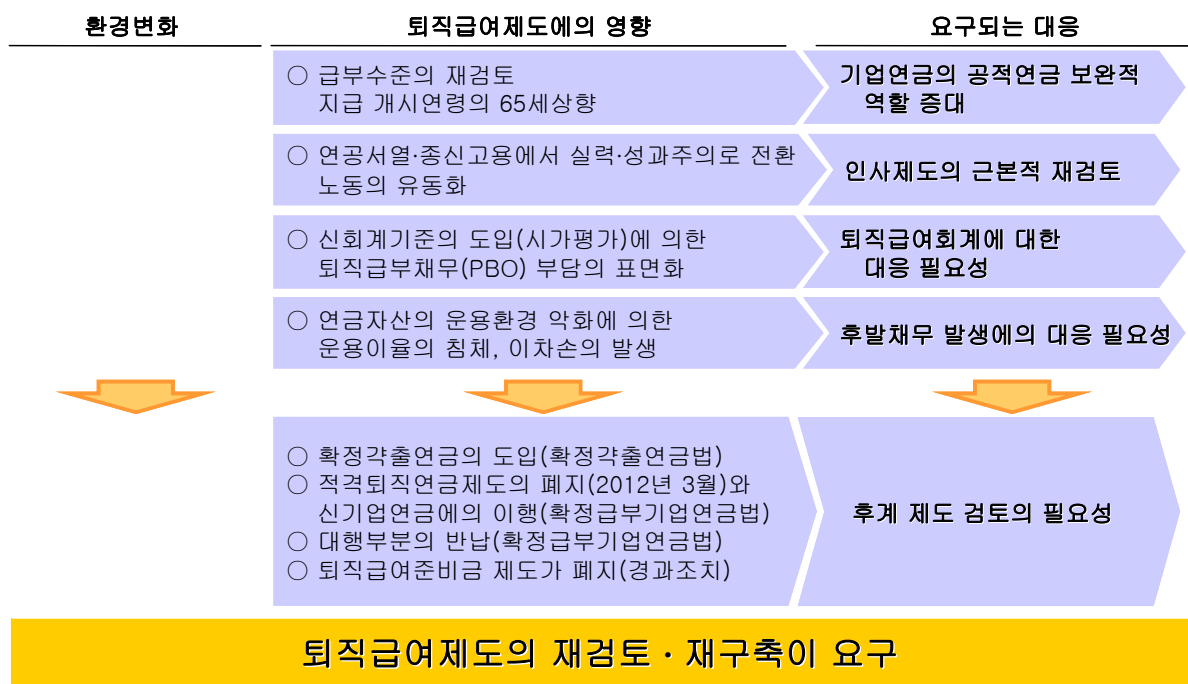 환경변화
퇴직급여제도에의 영향
요구되는 대응
○ 급부수준의 재검토
지급 개시연령의 65세상향
기업연금의 공적연금 보완적
역할 증대
○ 연공서열·종신고용에서 실력·성과주의로 전환
노동의 유동화
인사제도의 근본적 재검토
○ 신회계기준의 도입(시가평가)에 의한
퇴직급부채무(PBO) 부담의 표면화
퇴직급여회계에 대한
대응 필요성
○ 연금자산의 운용환경 악화에 의한
운용이율의 침체, 이차손의 발생
후발채무 발생에의 대응 필요성
○ 확정갹출연금의 도입(확정갹출연금법)
○ 적격퇴직연금제도의 폐지(2012년 3월)와
신기업연금에의 이행(확정급부기업연금법)
○ 대행부분의 반납(확정급부기업연금법)
○ 퇴직급여준비금 제도가 폐지(경과조치)
후계 제도 검토의 필요성
퇴직급여제도의 재검토 · 재구축이 요구